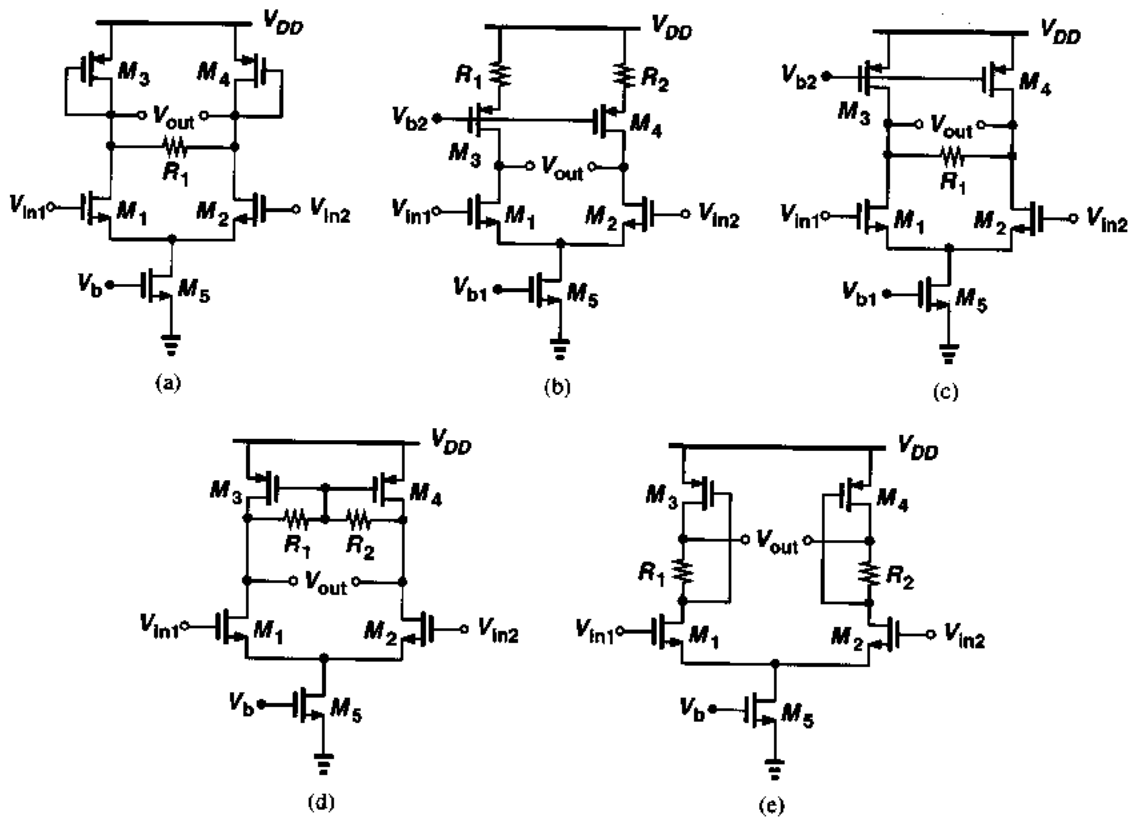 V_DD
M_3
M_4
V_out
R_1
V_in1
M_1
M_2
V_in2
V_b
M_5
(a)
V_DD
R_1
R_2
V_b2
M_4
M_3
V_out
V_in1
M_1
M_2
V_in2
V_b1
M_5
(b)
V_DD
V_b2
M_4
M_3
V_out
R_1
V_in1
M_1
M_2
V_in2
V_b1
M_5
(c)
V_DD
M_3
M_4
R_1
R_2
V_out
V_in1
M_1
M_2
V_in2
V_b
M_5
(d)
V_DD
M_3
M_4
V_out
R_1
R_2
V_in1
M_1
M_2
V_in2
V_b
M_5
(e)